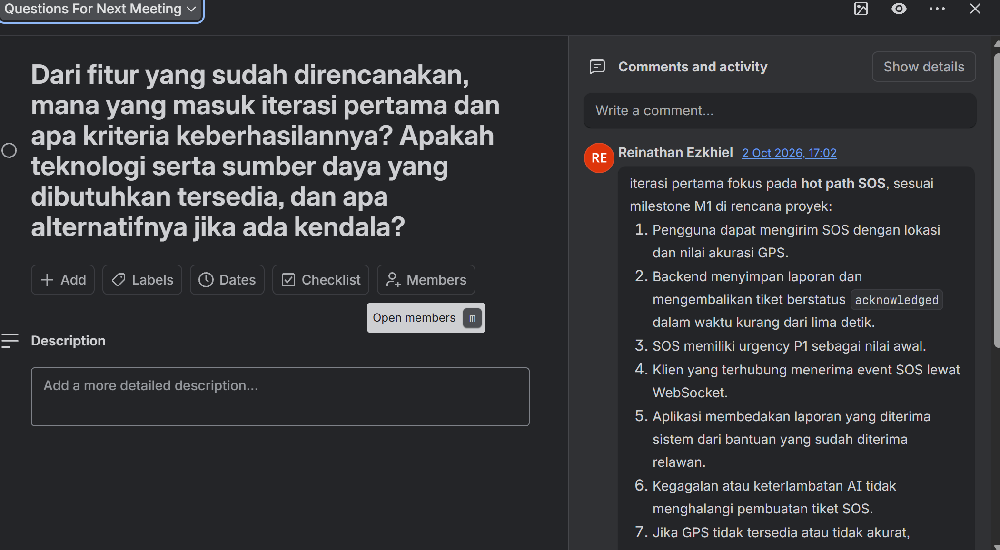 Questions For Next Meeting
Dari fitur yang sudah direncanakan,
mana yang masuk iterasi pertama dan
apa kriteria keberhasilannya? Apakah
teknologi serta sumber daya yang
dibutuhkan tersedia, dan apa
alternatifnya jika ada kendala?
Add
Labels
Dates
Checklist
Members
Open members m
Description
Add a more detailed description...
Comments and activity
Show details
Write a comment...
RE
Reinathan Ezkhiel 2 Oct 2026, 17:02
iterasi pertama fokus pada hot path SOS, sesuai
milestone M1 di rencana proyek:
1. Pengguna dapat mengirim SOS dengan lokasi
dan nilai akurasi GPS.
2. Backend menyimpan laporan dan
mengembalikan tiket berstatus acknowledged
dalam waktu kurang dari lima detik.
3. SOS memiliki urgency P1 sebagai nilai awal.
4. Klien yang terhubung menerima event SOS lewat
WebSocket.
5. Aplikasi membedakan laporan yang diterima
sistem dari bantuan yang sudah diterima
relawan.
6. Kegagalan atau keterlambatan AI tidak
menghalangi pembuatan tiket SOS.
7. Jika GPS tidak tersedia atau tidak akurat,